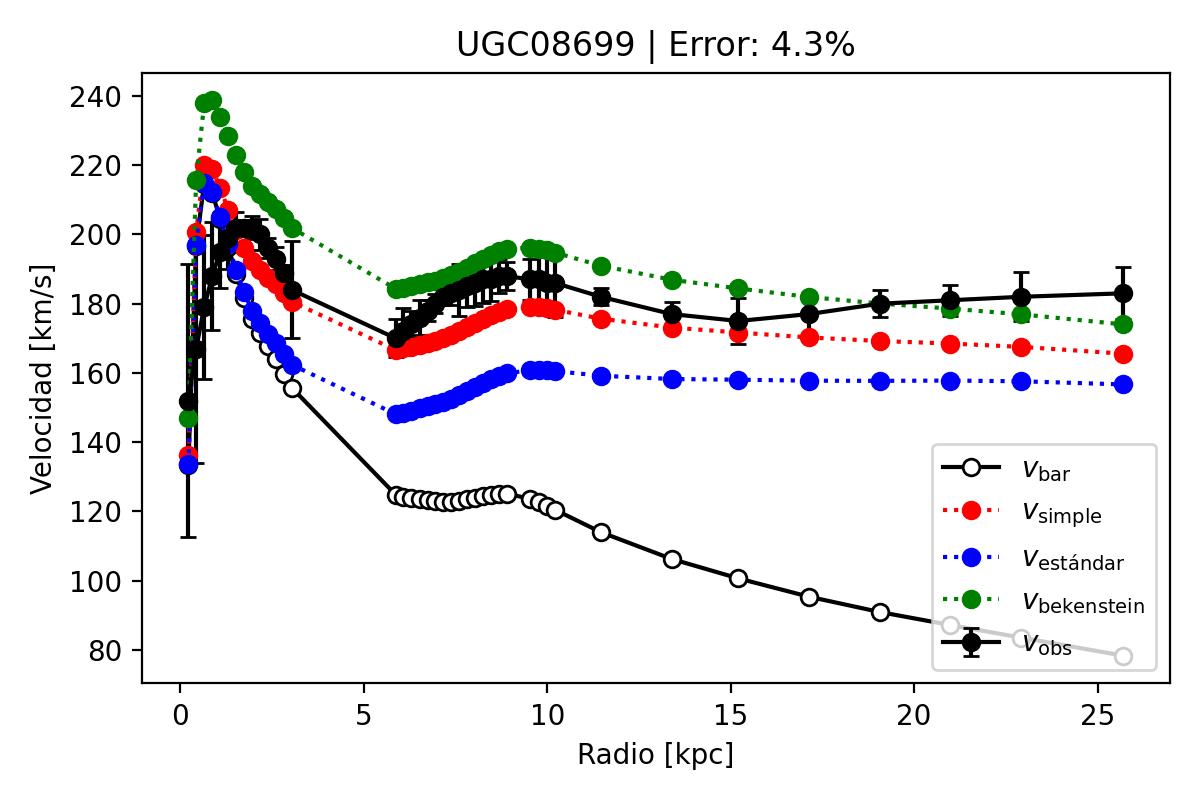 UGC08699 | Error: 4.3%
Velocidad [km/s]
240
220
200
180
160
140
120
100
80
0 5 10 15 20 25
Radio [kpc]
v_bar
v_simple
v_estándar
v_bekenstein
v_obs